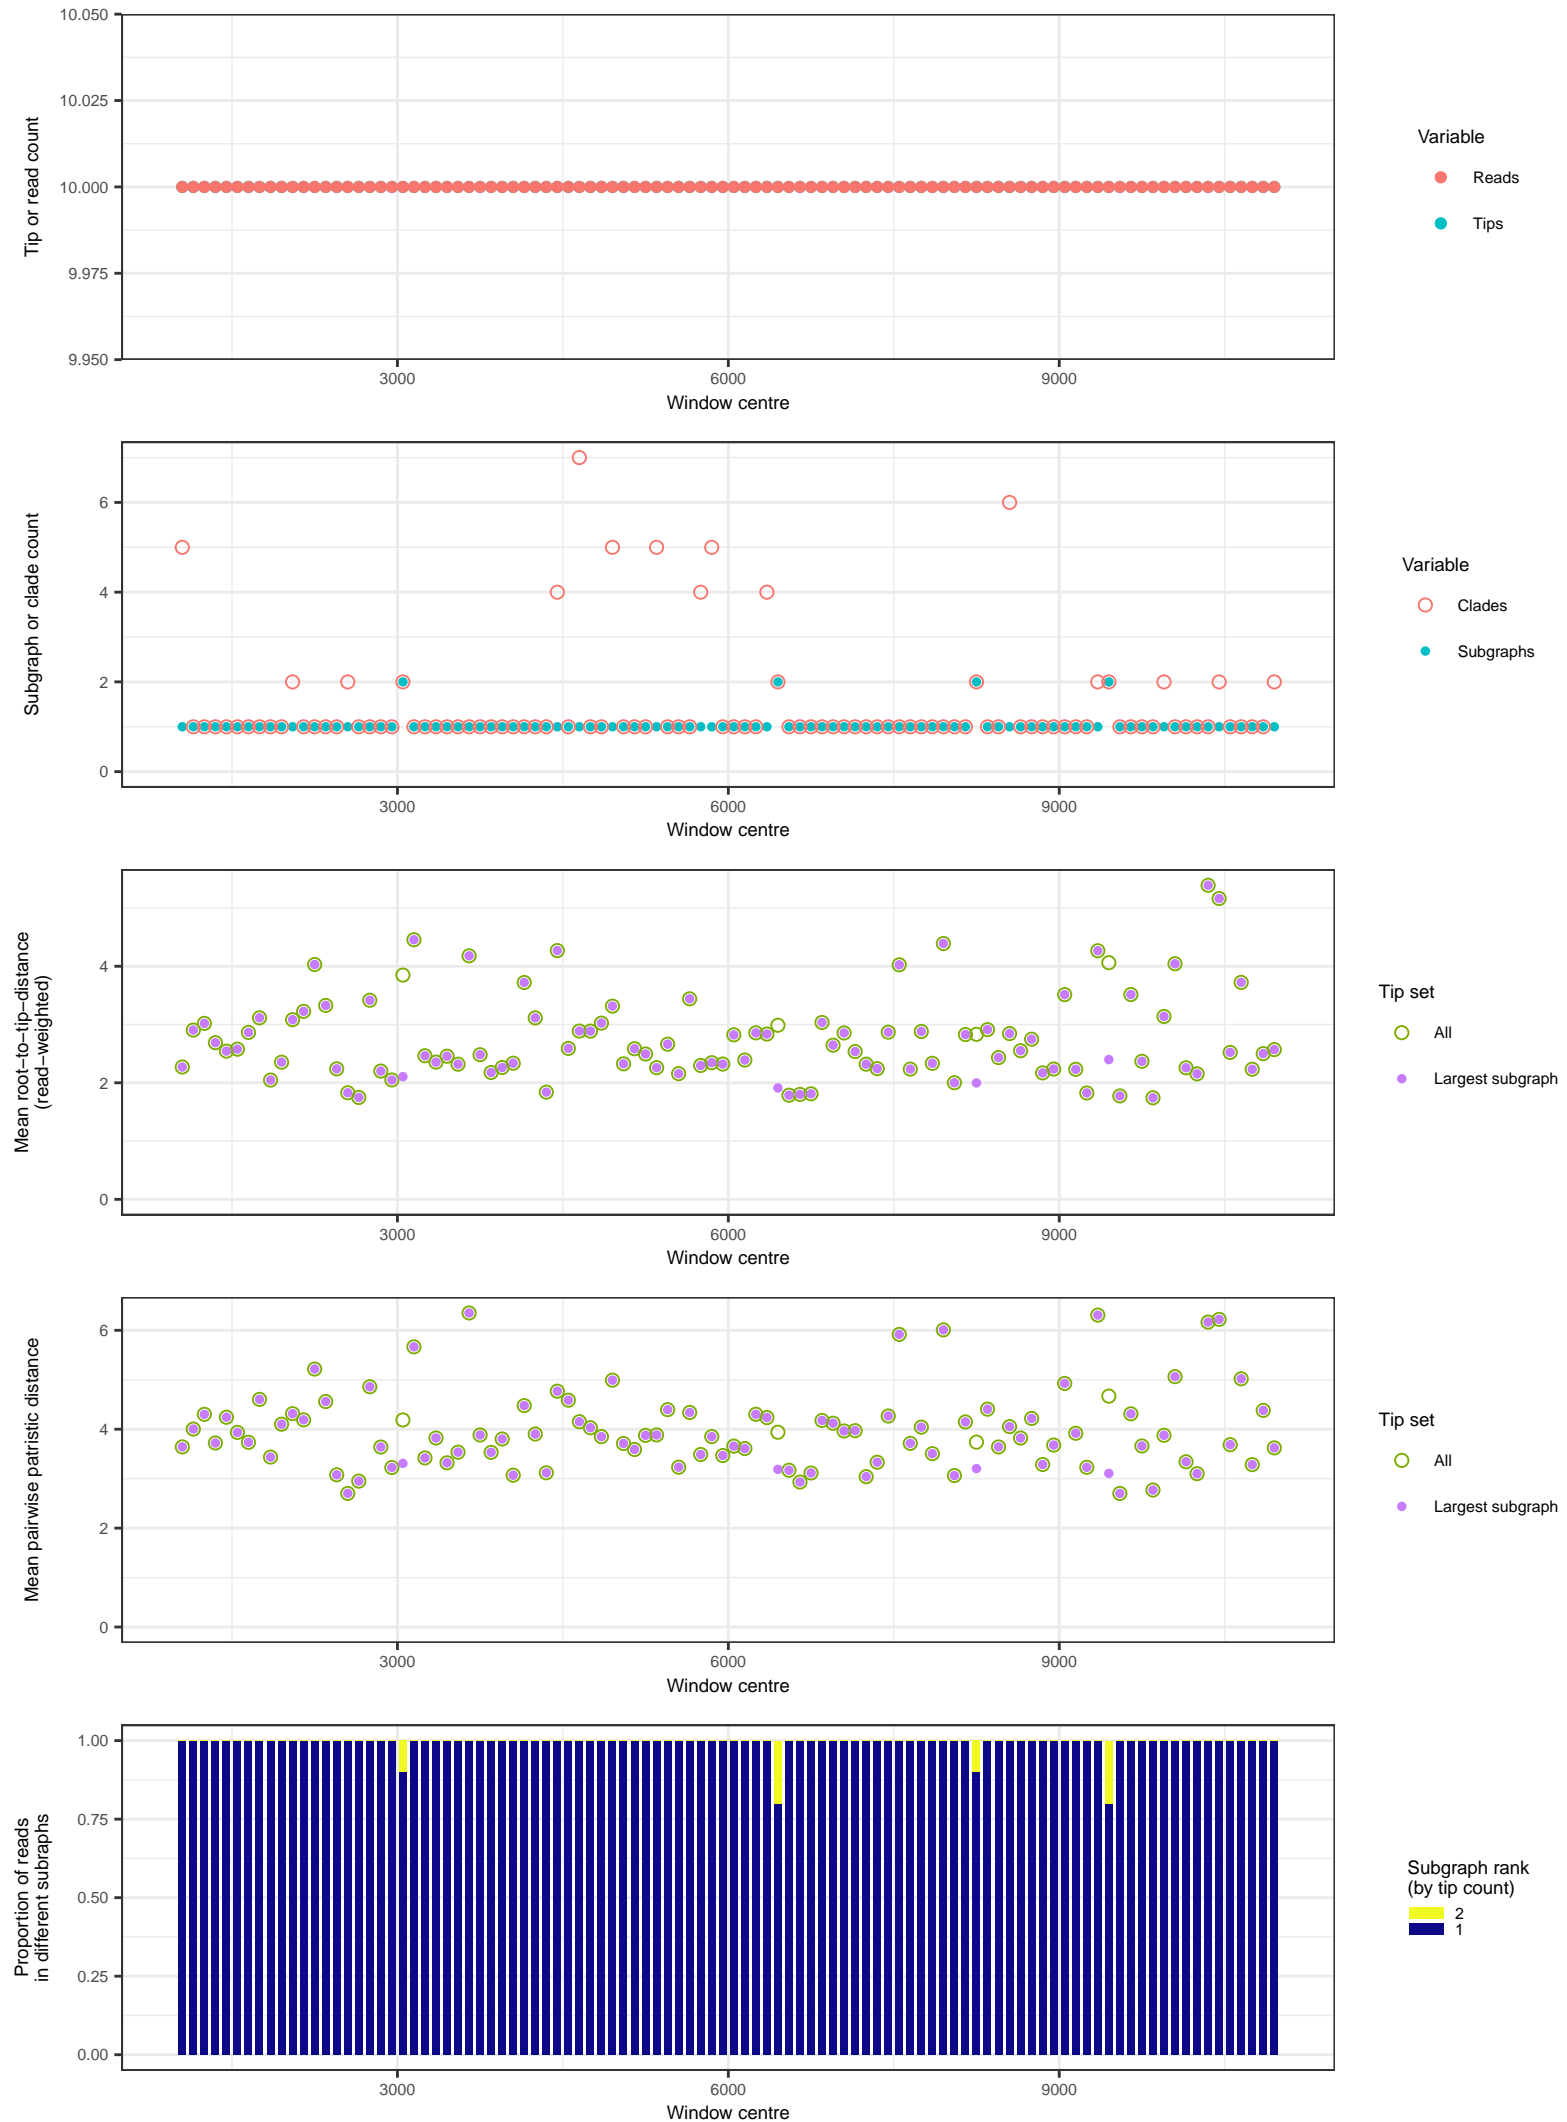 10.050
10.025
10.000
9.975
9.950
Tip or read count
3000
6000
9000
Window centre
Variable
Reads
Tips
6
4
2
0
Subgraph or clade count
3000
6000
9000
Window centre
Variable
Clades
Subgraphs
4
2
0
Mean root−to−tip−distance
(read−weighted)
3000
6000
9000
Window centre
Tip set
All
Largest subgraph
6
4
2
0
Mean pairwise patristic distance
3000
6000
9000
Window centre
Tip set
All
Largest subgraph
1.00
0.75
0.50
0.25
0.00
Proportion of reads
in different subraphs
3000
6000
9000
Window centre
Subgraph rank
(by tip count)
2
1